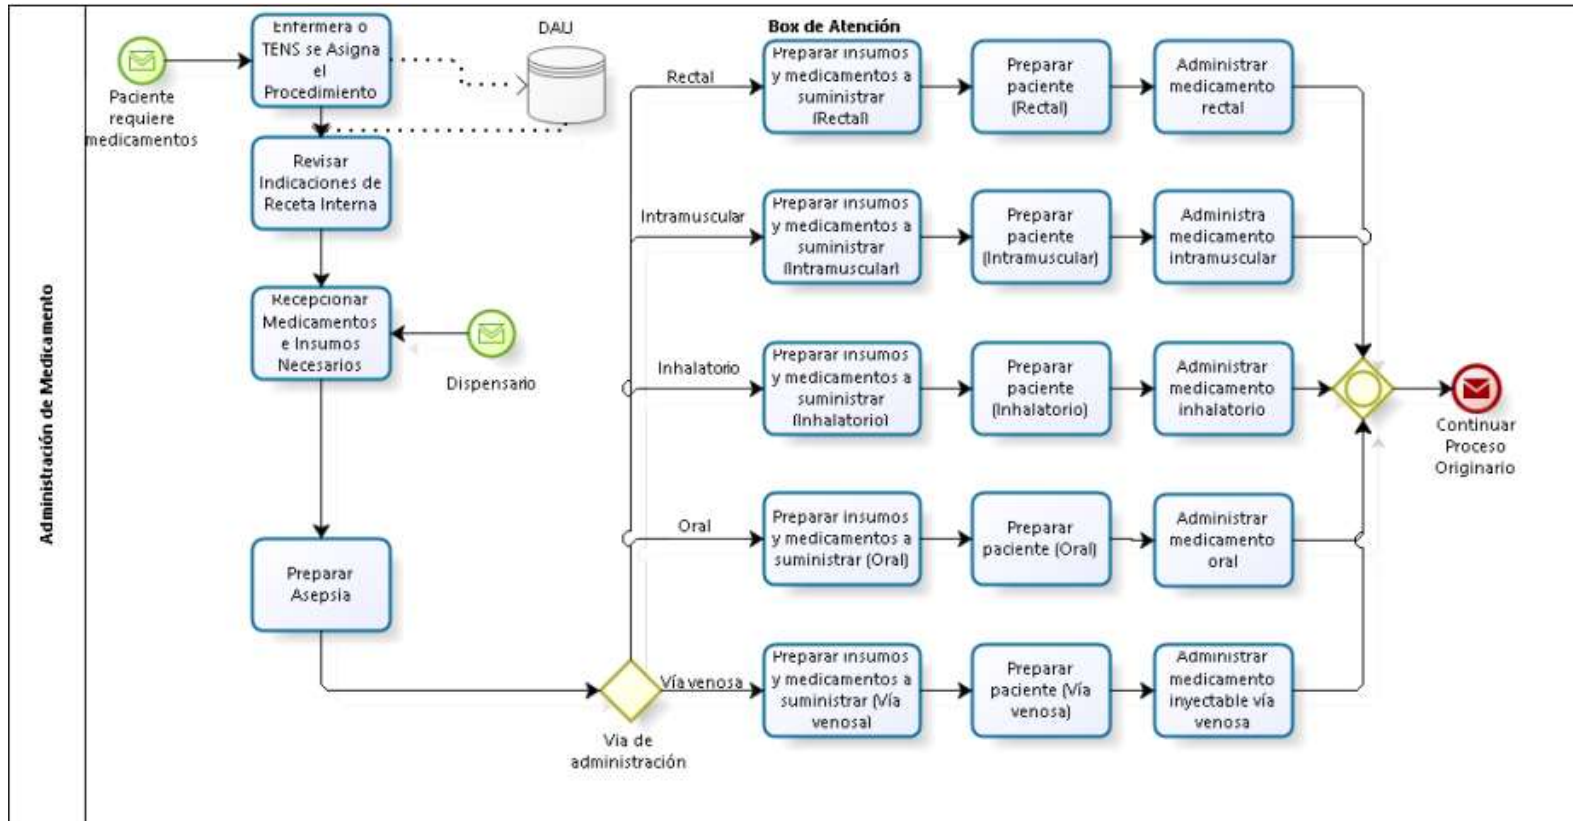 Administración de Medicamento
Paciente
requiere
medicamentos
Enfermera o
TENS se Asigna
el
Procedimiento
DAU
Revisar
Indicaciones de
Receta Interna
Recepcionar
Medicamentos
e Insumos
Necesarios
Dispensario
Preparar
Asepsia
Via de
administración
Box de Atención
Rectal
Preparar insumos
y medicamentos a
suministrar
(Rectal)
Preparar
paciente
(Rectal)
Administrar
medicamento
rectal
Intramuscular
Preparar insumos
y medicamentos a
suministrar
(Intramuscular)
Preparar
paciente
(Intramuscular)
Administra
medicamento
intramuscular
Inhalatorio
Preparar insumos
y medicamentos a
suministrar
(Inhalatorio)
Preparar
paciente
(Inhalatorio)
Administrar
medicamento
inhalatorio
Oral
Preparar insumos
y medicamentos a
suministrar (Oral)
Preparar
paciente (Oral)
Administrar
medicamento
oral
Vía venosa
Preparar insumos
y medicamentos a
suministrar (Vía
venosa)
Preparar
paciente (Vía
venosa)
Administrar
medicamento
inyectable vía
venosa
Continuar
Proceso
Originario